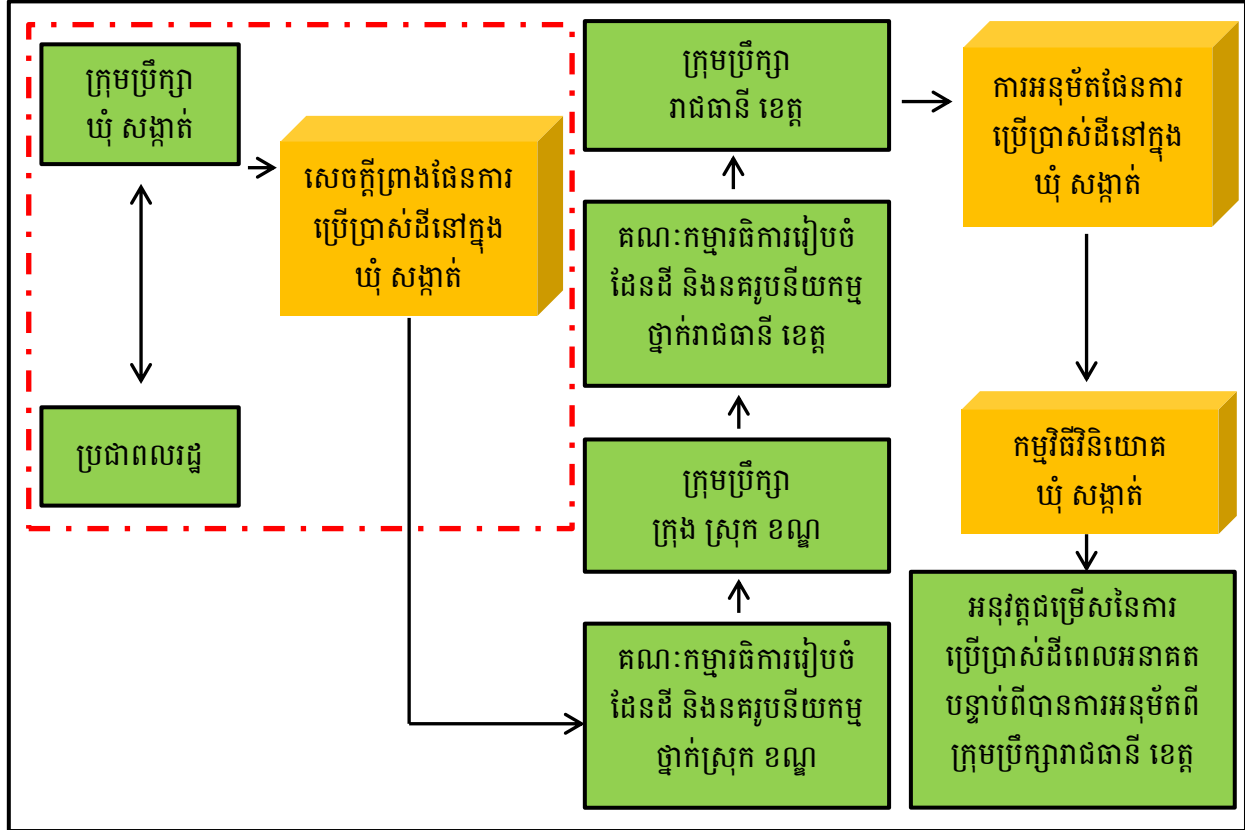 ក្រុមប្រឹក្សា
ឃុំ សង្កាត់
ប្រជាពលរដ្ឋ
សេចក្តីព្រាងផែនការ
ប្រើប្រាស់ដីនៅក្នុង
ឃុំ សង្កាត់
គណៈកម្មាធិការរៀបចំ
ដែនដី និងនគរូបនីយកម្ម
ថ្នាក់ស្រុក ខណ្ឌ
ក្រុមប្រឹក្សា
ក្រុង ស្រុក ខណ្ឌ
គណៈកម្មារធិការរៀបចំ
ដែនដី និងនគរូបនីយកម្ម
ថ្នាក់រាជធានី ខេត្ត
ក្រុមប្រឹក្សា
រាជធានី ខេត្ត
ការអនុម័តផែនការ
ប្រើប្រាស់ដីនៅក្នុង
ឃុំ សង្កាត់
កម្មវិធីវិនិយោគ
ឃុំ សង្កាត់
អនុវត្តជម្រើសនៃការ
ប្រើប្រាស់ដីពេលអនាគត
បន្ទាប់ពីបានការអនុម័តពី
ក្រុមប្រឹក្សារាជធានី ខេត្ត